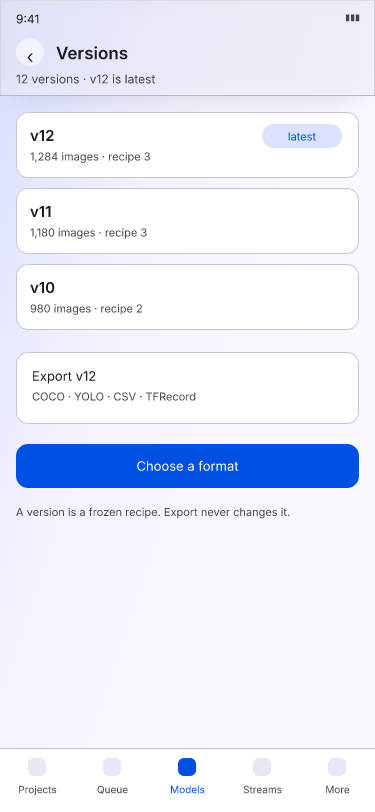 9:41
‹ Versions
12 versions · v12 is latest
v12
latest
1,284 images · recipe 3
v11
1,180 images · recipe 3
v10
980 images · recipe 2
Export v12
COCO · YOLO · CSV · TFRecord
Choose a format
A version is a frozen recipe. Export never changes it.
Projects Queue Models Streams More